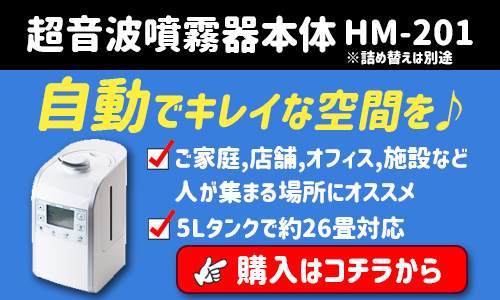 超音波噴霧器本体 HM-201
※詰め替えは別途
自動でキレイな空間を♪
ご家庭,店舗,オフィス,施設など
人が集まる場所にオススメ
5Lタンクで約26畳対応
購入はコチラから